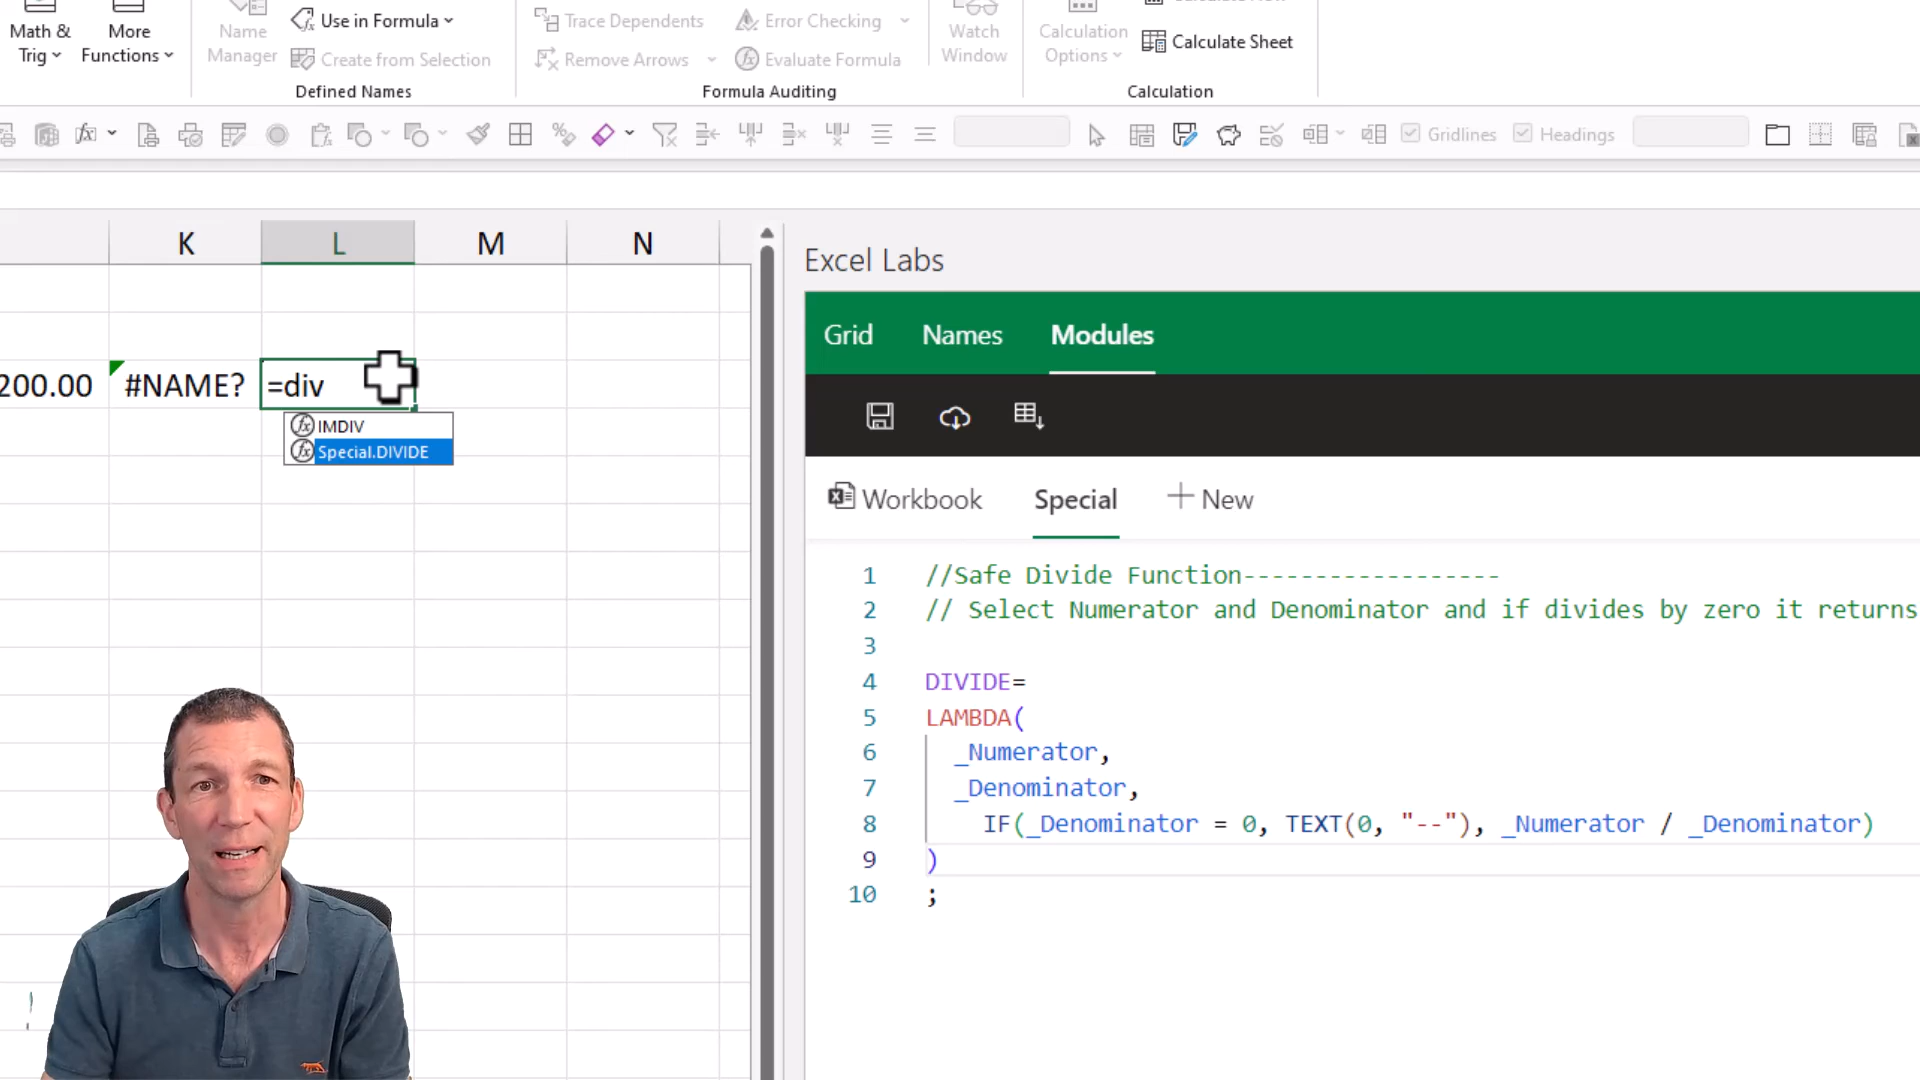 Math &
Trig
More
Functions
Name
Manager
Use in Formula
Create from Selection
Defined Names
Trace Dependents
Remove Arrows
Error Checking
Evaluate Formula
Formula Auditing
Watch
Window
Calculation
Options
Calculate Sheet
Calculation
Gridlines
Headings
K L M N
200.00 #NAME? =div
IMDIV
Special.DIVIDE
Excel Labs
Grid Names Modules
Workbook Special + New
1 //Safe Divide Function------------------
2 // Select Numerator and Denominator and if divides by zero it returns
3
4 DIVIDE=
5 LAMBDA(
6 _Numerator,
7 _Denominator,
8 IF(_Denominator = 0, TEXT(0, "--"), _Numerator / _Denominator)
9 )
10 ;